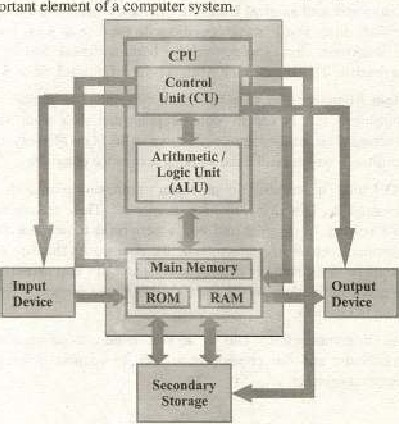 ortant element of a computer system.
CPU
Control
Unit (CU)
Arithmetic /
Logic Unit
(ALU)
Main Memory
ROM RAM
Input
Device
Output
Device
Secondary
Storage